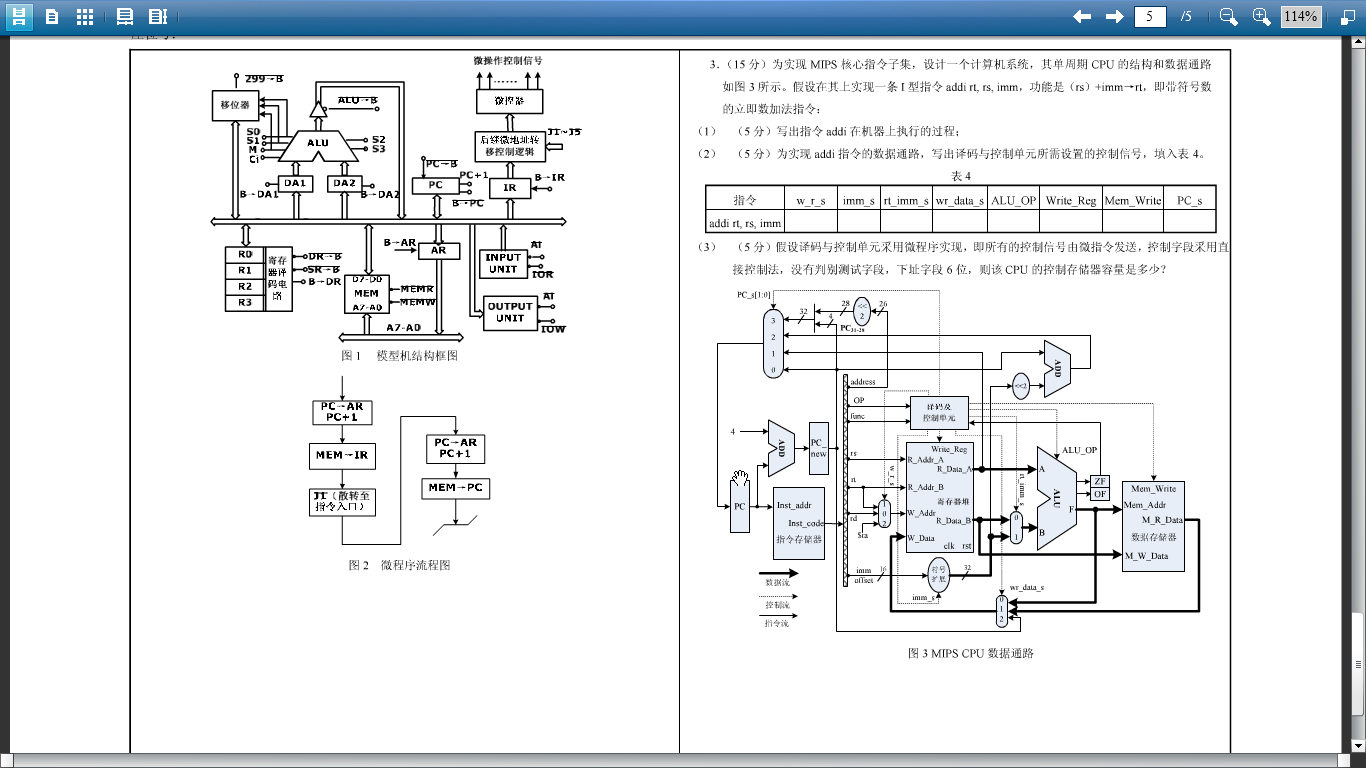 5 /5
114%
299→B
移位器
ALU→B
微操作控制信号
......
微控器
后续微地址转
移控制逻辑
J1~J5
S0
S1
M
Ci
ALU
S2
S3
DA1
DA2
B→DA1
B→DA2
PC→B
PC
PC+1
B→PC
IR
B→IR
R0
R1
R2
R3
寄存
器译
码电
路
DR→B
SR→B
B→DR
D7-D0
MEM
A7-A0
MEMR
MEMW
B→AR
AR
INPUT
UNIT
AI
IOR
OUTPUT
UNIT
AI
IOW
A7-A0
图 1 模型机结构框图
PC→AR
PC+1
MEM→IR
J1（散转至
指令入口）
PC→AR
PC+1
MEM→PC
图 2 微程序流程图
3.（15 分）为实现 MIPS 核心指令子集，设计一个计算机系统，其单周期 CPU 的结构和数据通路
如图 3 所示。假设在其上实现一条 I 型指令 addi rt, rs, imm，功能是（rs）+imm→rt，即带符号数
的立即数加法指令：
（1） （5 分）写出指令 addi 在机器上执行的过程；
（2） （5 分）为实现 addi 指令的数据通路，写出译码与控制单元所需设置的控制信号，填入表 4。
表 4
指令 w_r_s imm_s rt_imm_s wr_data_s ALU_OP Write_Reg Mem_Write PC_s
addi rt, rs, imm
（3） （5 分）假设译码与控制单元采用微程序实现，即所有的控制信号由微指令发送，控制字段采用直
接控制法，没有判别测试字段，下址字段 6 位，则该 CPU 的控制存储器容量是多少？
PC_s[1:0]
3
2
1
0
32
4
28
<<
2
26
PC31-28
ADD
<<2
address
OP
func
译码及
控制单元
4
ADD
PC_
new
PC
Inst_addr
Inst_code
指令存储器
rs
rt
rd
$ra
w_r_s
1
0
2
imm
offset
16
符号
扩展
32
imm_s
Write_Reg
R_Addr_A
R_Data_A
R_Addr_B
寄存器堆
W_Addr
R_Data_B
W_Data
clk rst
rt_imm_s
0
1
A
ALU
B
F
ALU_OP
ZF
OF
Mem_Write
Mem_Addr
M_R_Data
数据存储器
M_W_Data
wr_data_s
0
1
2
数据流
控制流
指令流
图 3 MIPS CPU 数据通路